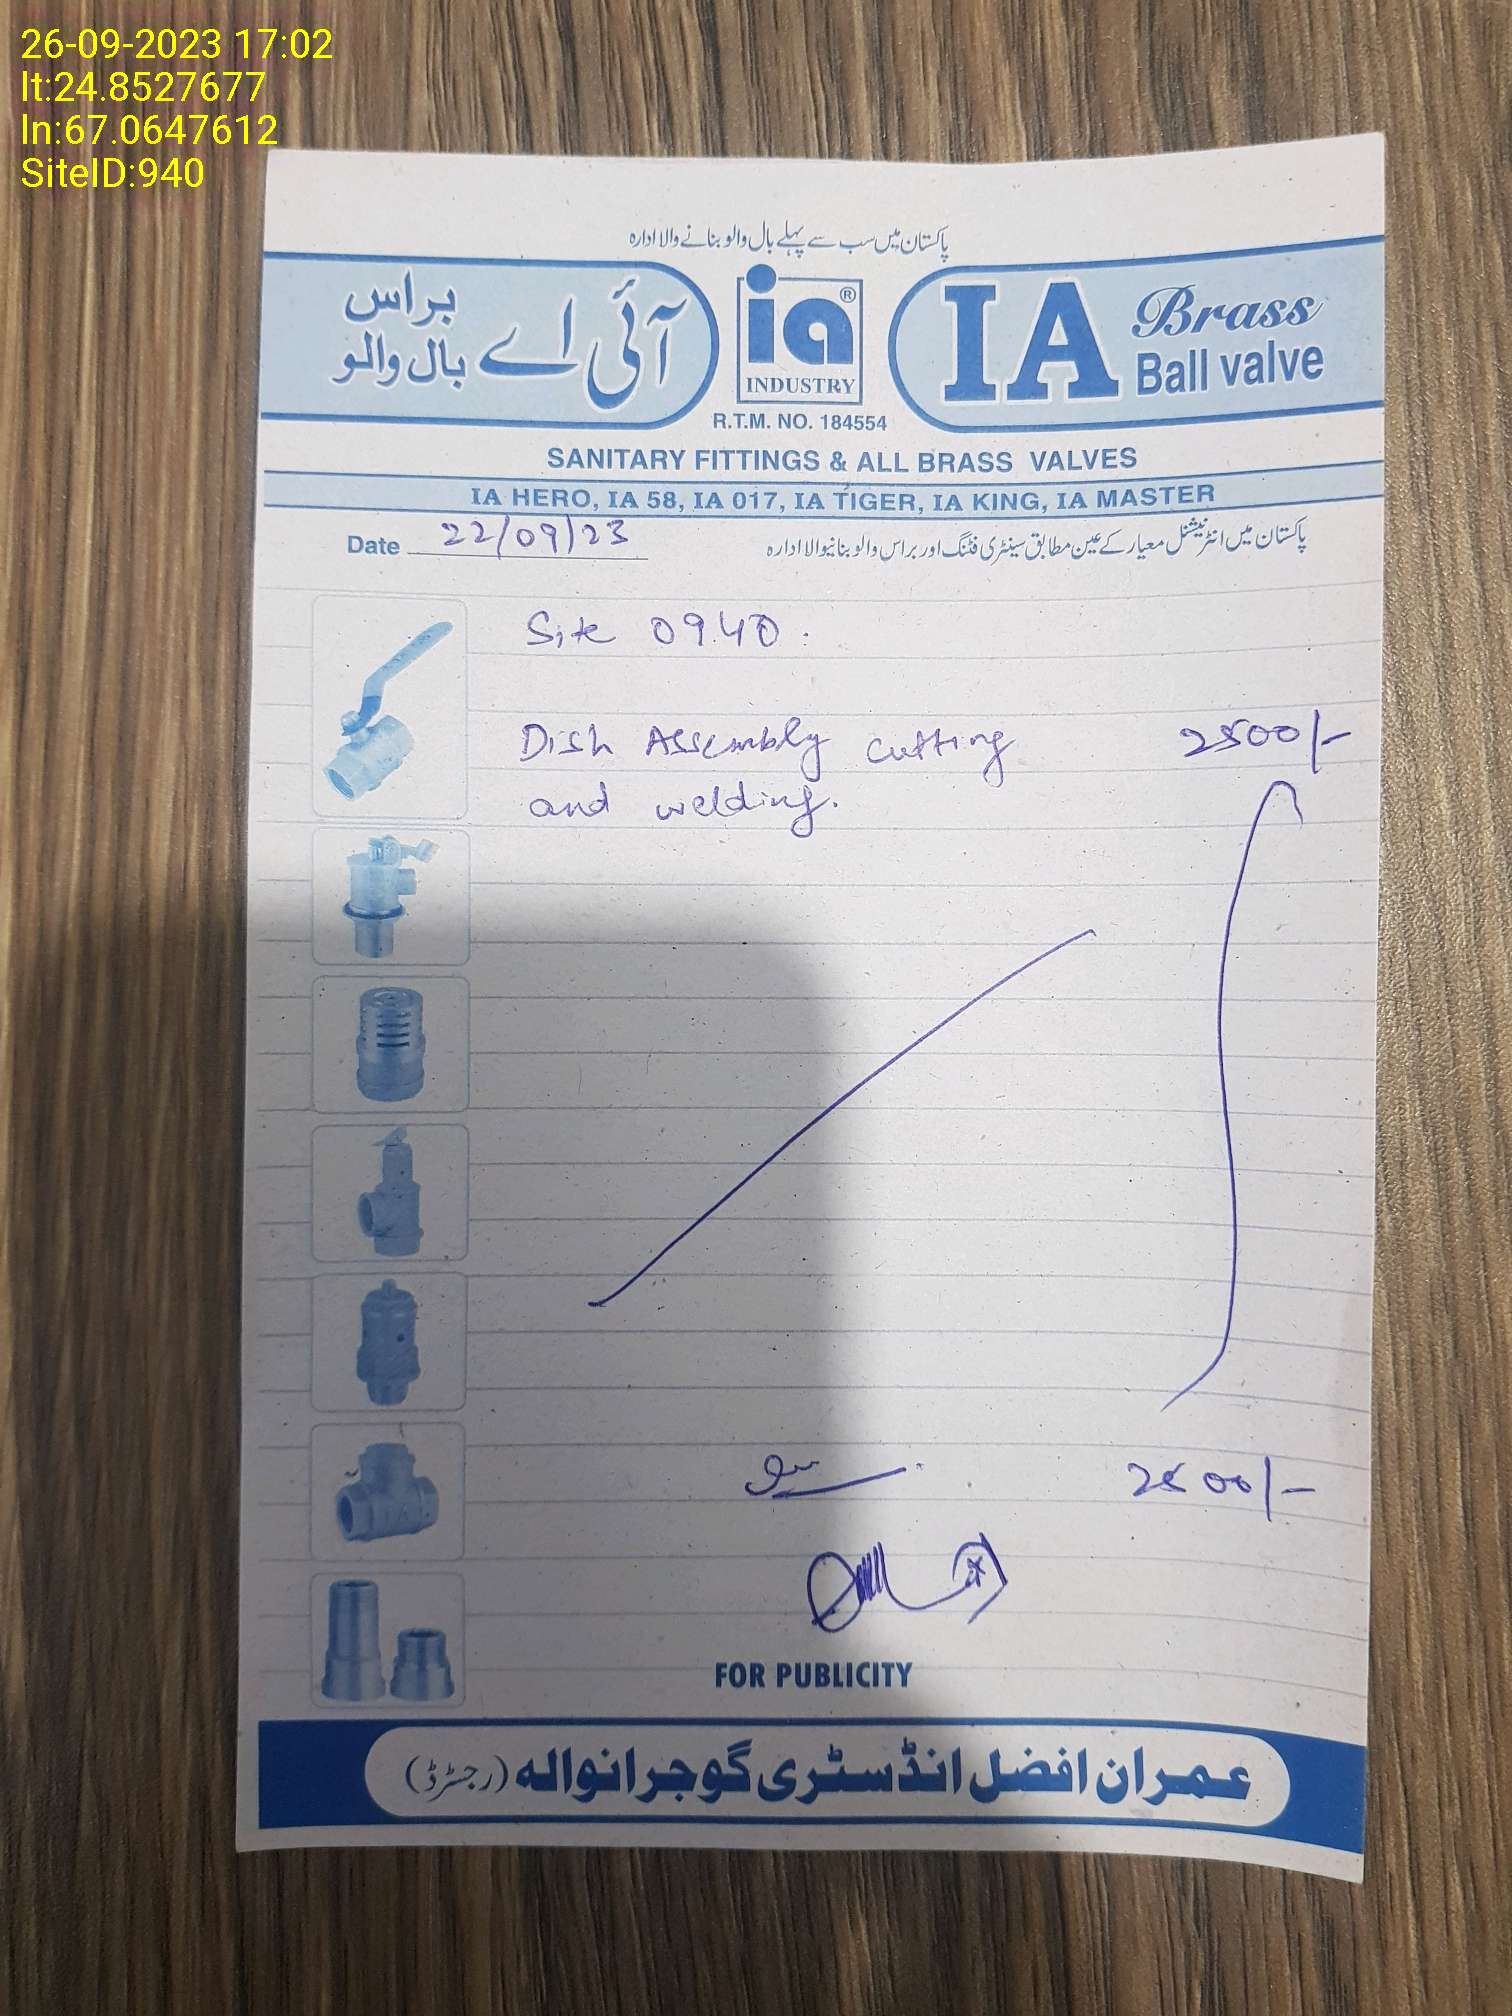 26-09-2023 17:02
lt:24.8527677
ln:67.0647612
SiteID:940
پاکستان میں سب سے پہلے بال والو بنانے والا ادارہ
آئی اے براس بال والو
ia®
INDUSTRY
R.T.M. NO. 184554
IA Brass
Ball valve
SANITARY FITTINGS & ALL BRASS VALVES
IA HERO, IA 58, IA 017, IA TIGER, IA KING, IA MASTER
Date 22/09/23
پاکستان میں انٹرنیشنل معیار کے عین مطابق سینٹری فٹنگ اور براس والو بنانیوالا ادارہ
Site 0940.
Dish Assembly cutting 2500/-
and welding.
2500/-
FOR PUBLICITY
عمران افضل انڈسٹری گوجرانوالہ (رجسٹرڈ)